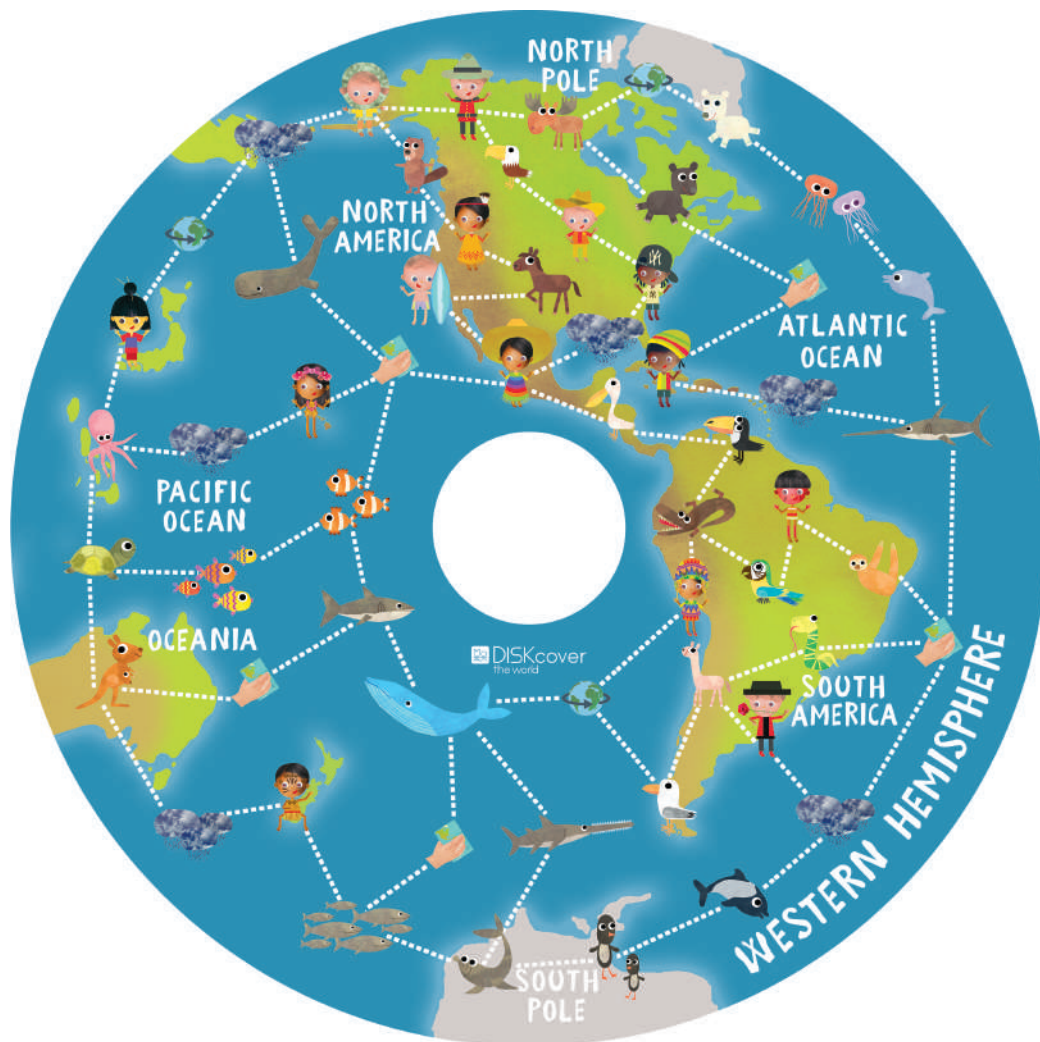 NORTH
POLE
NORTH
AMERICA
ATLANTIC
OCEAN
PACIFIC
OCEAN
OCEANIA
DISKcover
the world
SOUTH
AMERICA
WESTERN HEMISPHERE
SOUTH
POLE